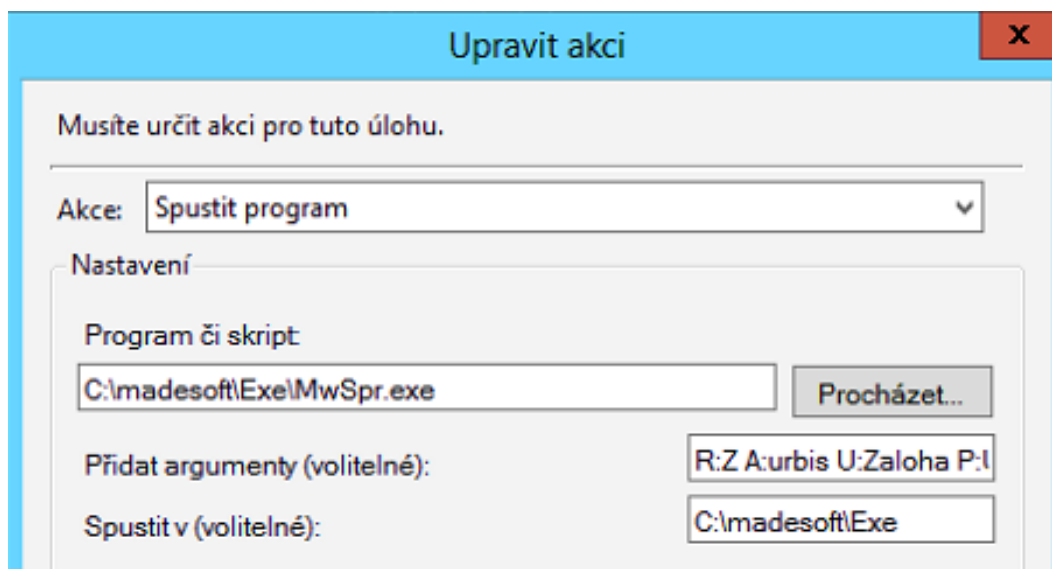 Upravit akci
x
Musíte určit akci pro tuto úlohu.
Akce: Spustit program
Nastavení
Program či skript:
C:\madesoft\Exe\MwSpr.exe Procházet...
Přidat argumenty (volitelné): R:Z A:urbis U:Zaloha
Spustit v (volitelné): C:\madesoft\Exe